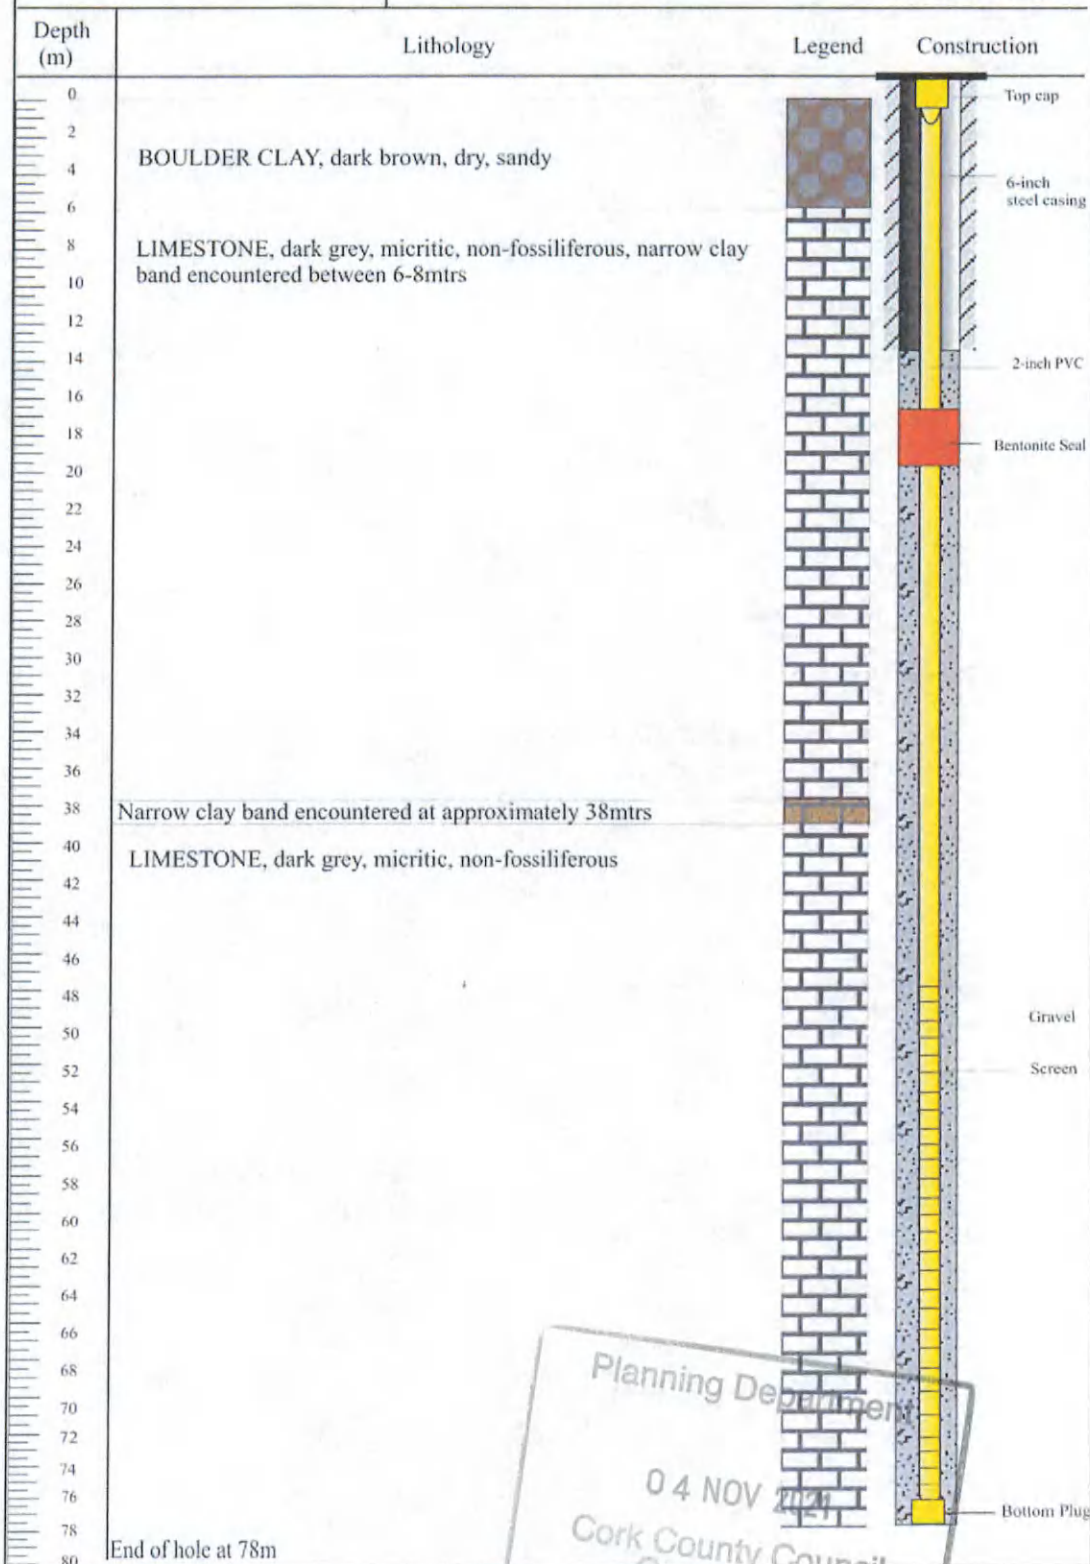 Depth
(m)
Lithology
Legend
Construction
0
2
4
6
8
10
12
14
16
18
20
22
24
26
28
30
32
34
36
38
40
42
44
46
48
50
52
54
56
58
60
62
64
66
68
70
72
74
76
78
80
BOULDER CLAY, dark brown, dry, sandy
LIMESTONE, dark grey, micritic, non-fossiliferous, narrow clay
band encountered between 6-8mtrs
Narrow clay band encountered at approximately 38mtrs
LIMESTONE, dark grey, micritic, non-fossiliferous
End of hole at 78m
Top cap
6-inch
steel casing
2-inch PVC
Bentonite Seal
Gravel
Screen
Bottom Plug
Planning Department
04 NOV 2021
Cork County Council